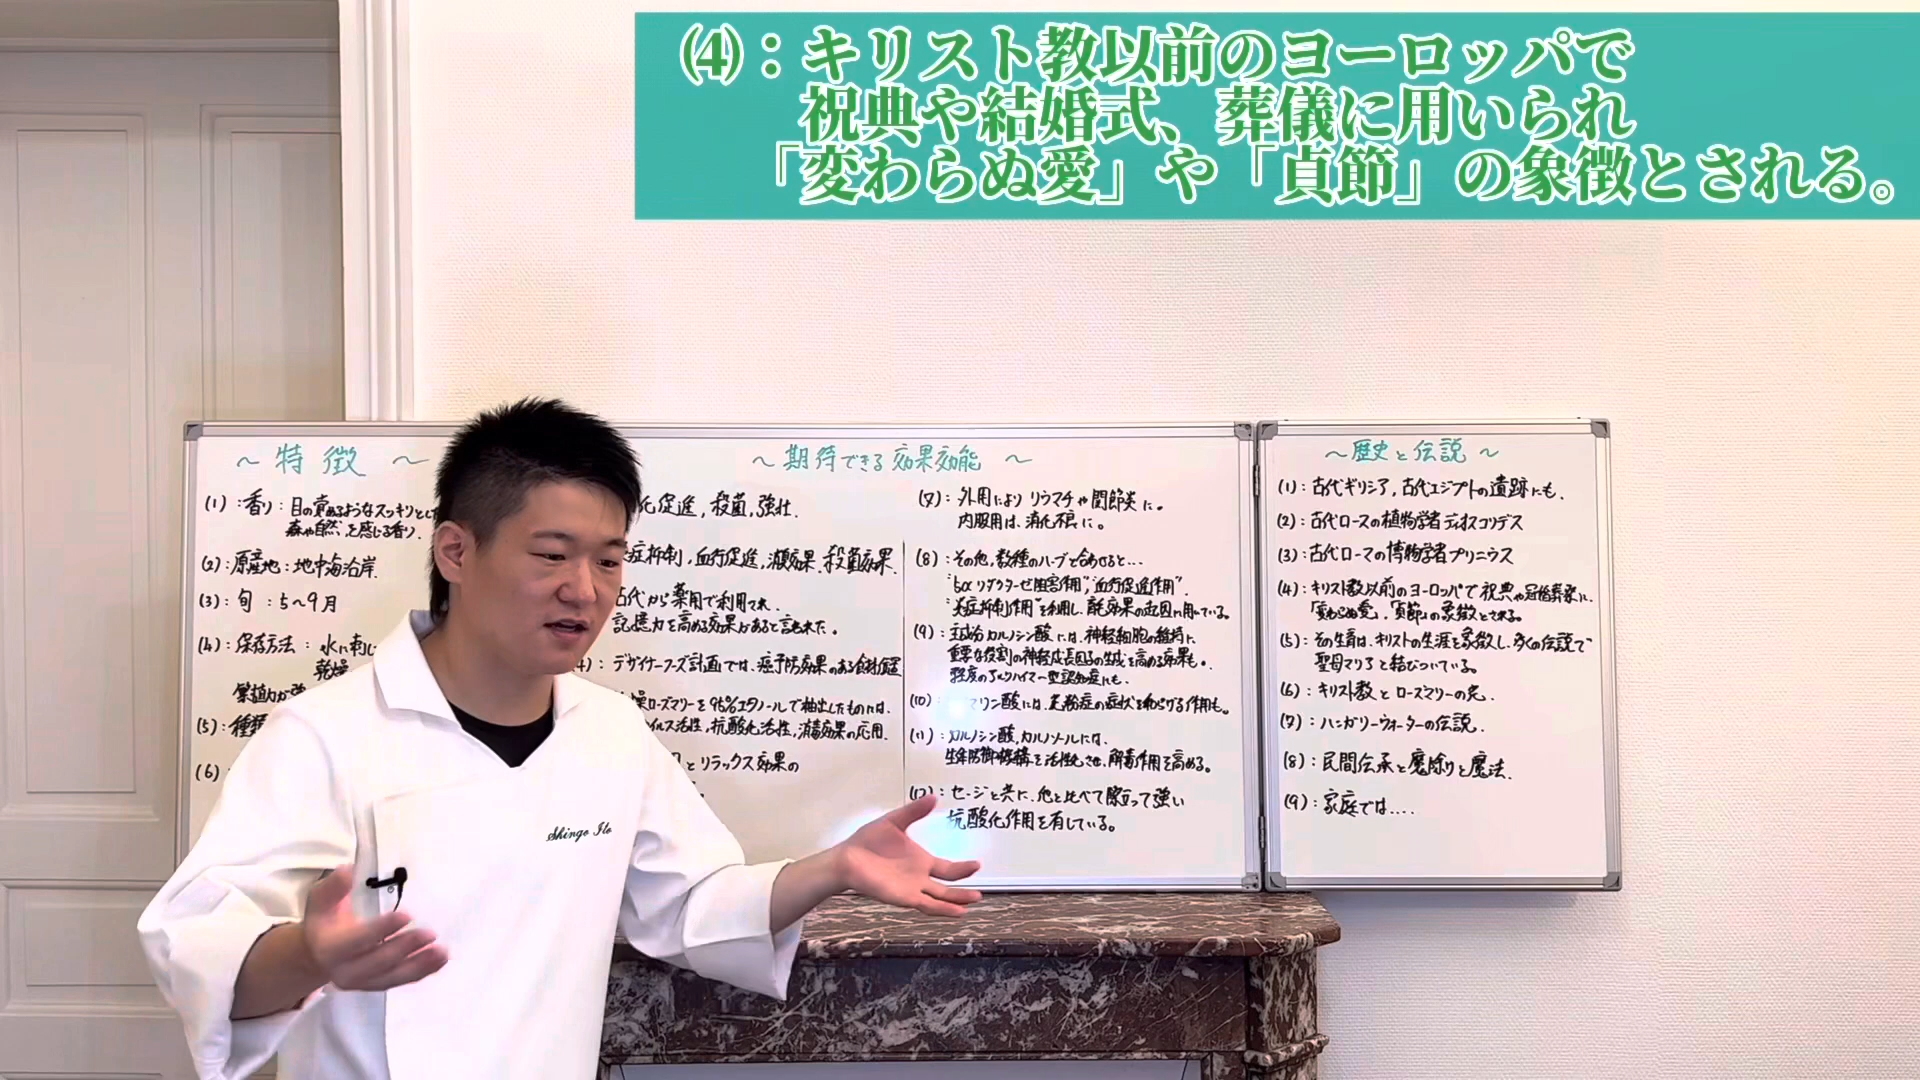 ⑷：キリスト教以前のヨーロッパで
祝典や結婚式、葬儀に用いられ
「変わらぬ愛」や「貞節」の象徴とされる。
～特徴～
(1)：香り：目の覚めるようなスッキリとした
森や自然を感じる香り.
(2)：原産地：地中海沿岸.
(3)：旬：5～9月
(4)：保存方法：水に刺し
乾燥
繁殖力が強
(5)：種類
(6)
～期待できる効果効能～
化促進,殺菌,強壮.
症抑制,血行促進,
殺菌効果.
古代から薬用で利用され.
記憶力を高める効果があると言われた。
4)：デザイナーフーズ計画では、癌予防効果のある食材
燥ローズマリーを96%エタノールで抽出したものには.
ルス活性,抗酸化活性,消毒効果の応用.
とリラックス効果の
(7)：外用によりリウマチや関節炎に。
内服用は、消化不良に。
(8)：その他,数種のハーブと合わせると…
"5αリダクターゼ阻害作用","血行促進作用".
"炎症抑制作用"を利用し,
に用いている。
(9)：主成分カルノシン酸には、神経細胞の維持に.
重要な役割の神経成長因子の生成を高める効果も。
軽度のアルツハイマー型認知症にも.
(10)：
マリン酸には、花粉症の症状を和らげる作用も。
(11)：カルノシン酸,カルノソールには.
生体防御機構を活性化させ、解毒作用を高める。
(12)：セージと共に、他と比べて際立って強い
抗酸化作用を有している。
～歴史と伝説～
(1)：古代ギリシア,古代エジプトの遺跡にも.
(2)：古代ロースの植物学者ディオスコリデス
(3)：古代ローマの博物学者プリニウス
(4)：キリスト教以前のヨーロッパで祝典や冠婚葬祭に.
「変わらぬ愛」,「貞節」の象徴とされる。
(5)：その生育は、キリストの生涯を象徴し,多くの伝説で
聖母マリアと結びついている。
(6)：キリスト教とローズマリーの花.
(7)：ハンガリーウォーターの伝説.
(8)：民間伝承と魔除りと魔法.
(9)：家庭では….
Shingo Ito